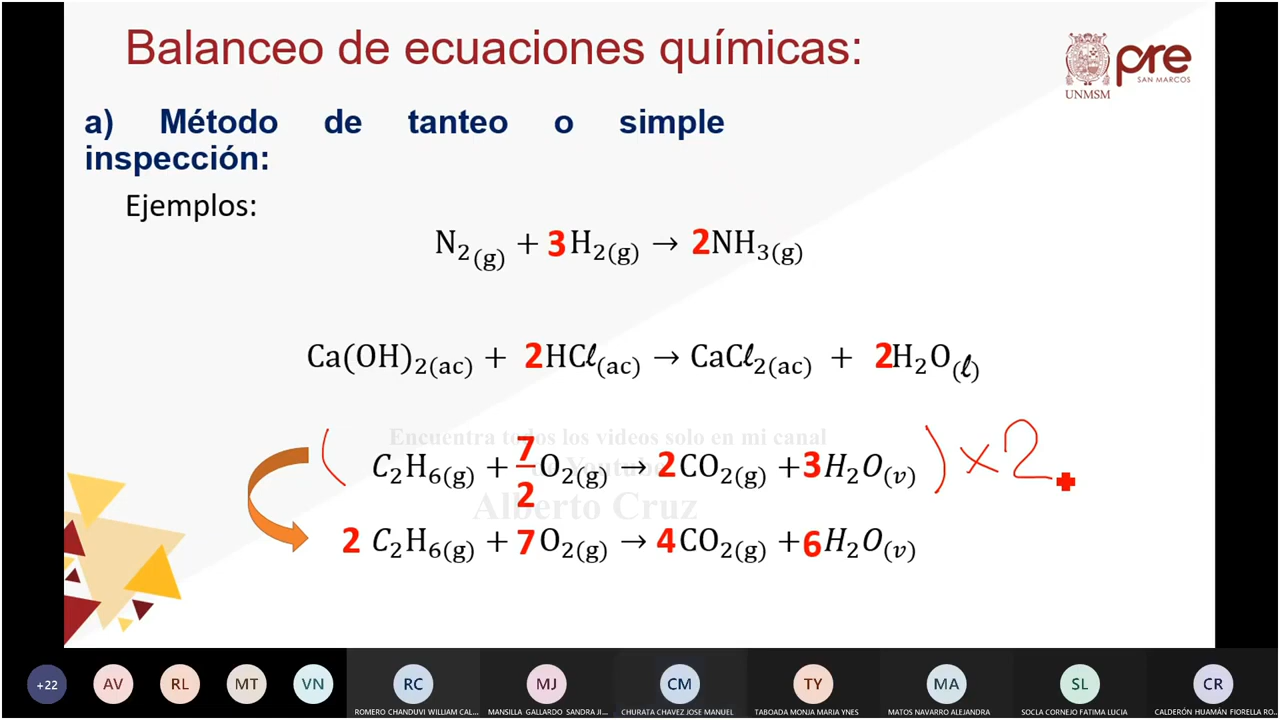 Balanceo de ecuaciones químicas:
pre
SAN MARCOS
UNMSM
a) Método de tanteo o simple
inspección:
Ejemplos:
N₂(g) + 3H₂(g) → 2NH₃(g)
Ca(OH)₂(ac) + 2HCℓ(ac) → CaCℓ₂(ac) + 2H₂O(ℓ)
Encuentra todos los videos solo en mi canal
( C₂H₆(g) + 7/2 O₂(g) → 2CO₂(g) + 3H₂O(v) ) x 2
Alberto Cruz
2 C₂H₆(g) + 7O₂(g) → 4CO₂(g) + 6H₂O(v)
+22 AV RL MT VN RC MJ CM TY MA SL CR
ROMERO CHANDUVI WILLIAM CAL... MANSILLA GALLARDO SANDRA JI... CHURATA CHAVEZ JOSE MANUEL TABOADA MONJA MARIA YNES MATOS NAVARRO ALEJANDRA SOCLA CORNEJO FATIMA LUCIA CALDERÓN HUAMÁN FIORELLA RO